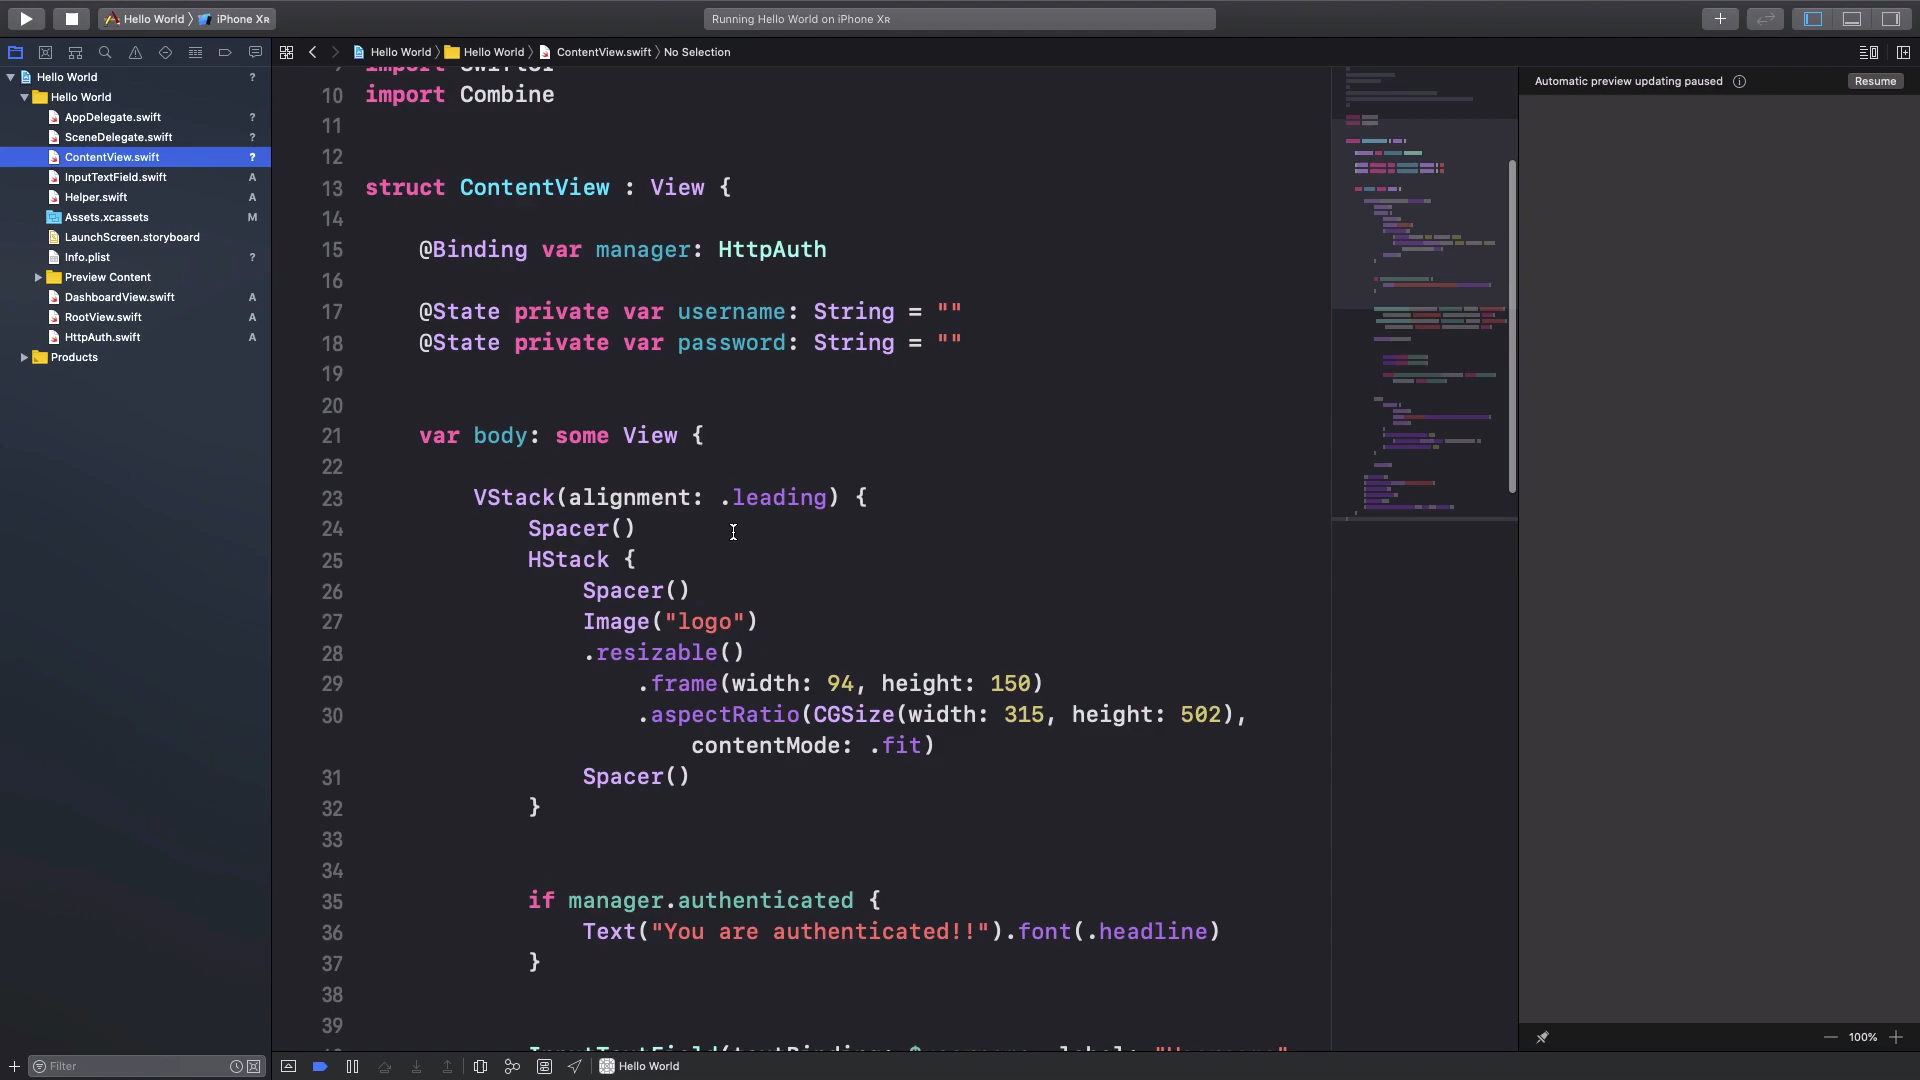 Hello World ⟩ iPhone XR
Running Hello World on iPhone XR
Hello World ⟩ Hello World ⟩ ContentView.swift ⟩ No Selection
Hello World ?
Hello World
AppDelegate.swift ?
SceneDelegate.swift ?
ContentView.swift ?
InputTextField.swift A
Helper.swift A
Assets.xcassets M
LaunchScreen.storyboard
Info.plist ?
Preview Content
DashboardView.swift A
RootView.swift A
HttpAuth.swift A
Products
Filter
10 import Combine
11
12
13 struct ContentView : View {
14
15 @Binding var manager: HttpAuth
16
17 @State private var username: String = ""
18 @State private var password: String = ""
19
20
21 var body: some View {
22
23 VStack(alignment: .leading) {
24 Spacer()
25 HStack {
26 Spacer()
27 Image("logo")
28 .resizable()
29 .frame(width: 94, height: 150)
30 .aspectRatio(CGSize(width: 315, height: 502),
contentMode: .fit)
31 Spacer()
32 }
33
34
35 if manager.authenticated {
36 Text("You are authenticated!!").font(.headline)
37 }
38
39
Hello World
Automatic preview updating paused
Resume
100%